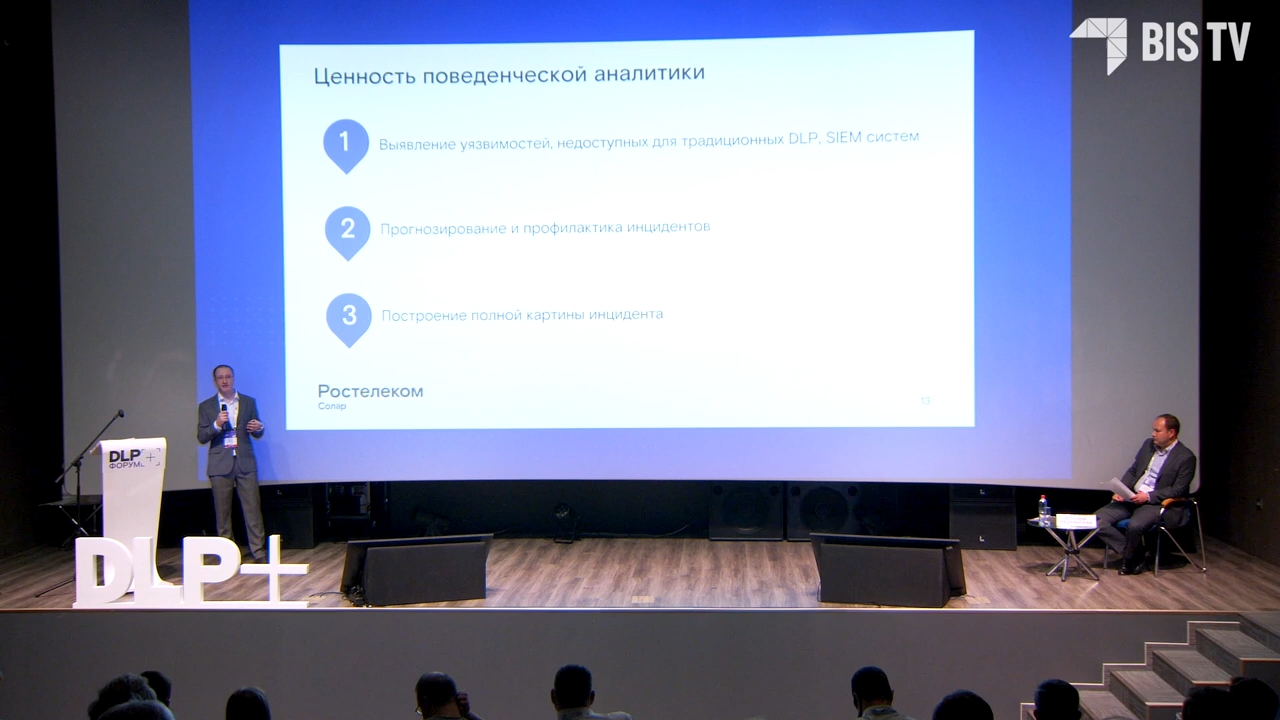 BIS TV
Ценность поведенческой аналитики
1
Выявление уязвимостей, недоступных для традиционных DLP, SIEM систем
2
Прогнозирование и профилактика инцидентов
3
Построение полной картины инцидента
Ростелеком
Солар
13
DLP+
ФОРУМ
DLP+